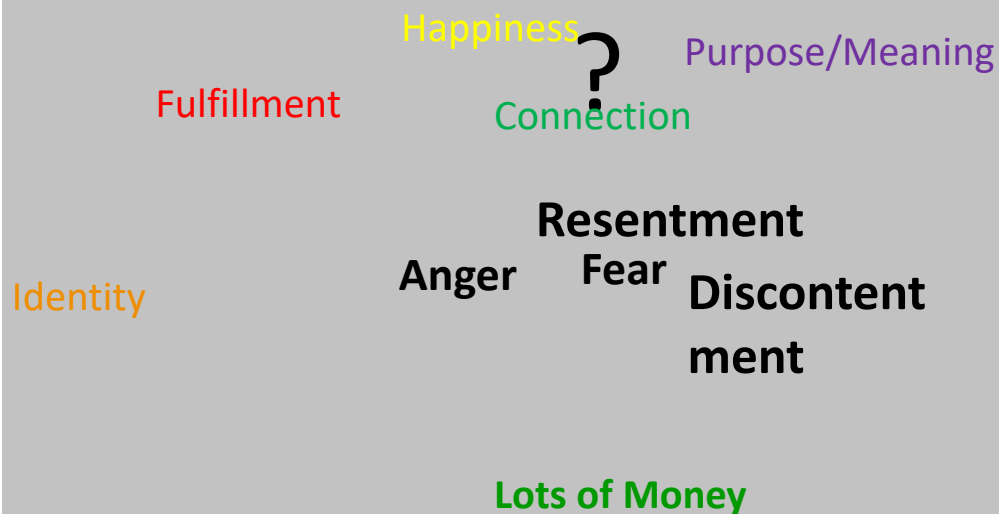 Happiness
?
Purpose/Meaning
Fulfillment
Connection
Resentment
Anger
Fear
Identity
Discontent
ment
Lots of Money